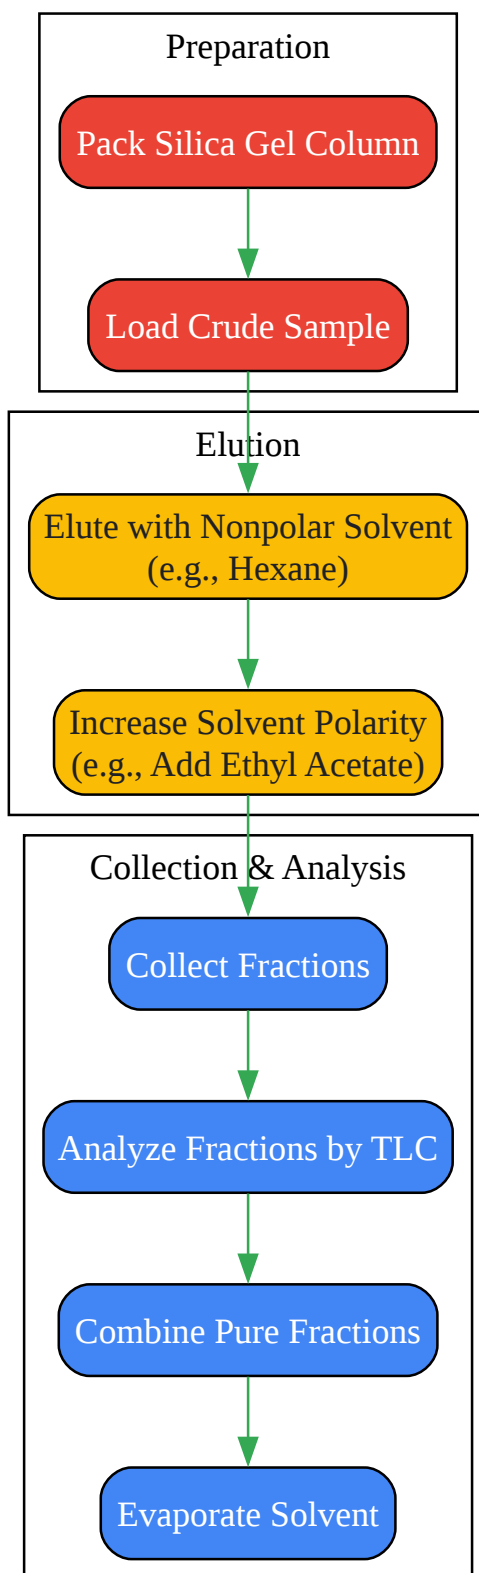 Preparation
Pack Silica Gel Column
Load Crude Sample
Elution
Elute with Nonpolar Solvent
(e.g., Hexane)
Increase Solvent Polarity
(e.g., Add Ethyl Acetate)
Collection & Analysis
Collect Fractions
Analyze Fractions by TLC
Combine Pure Fractions
Evaporate Solvent